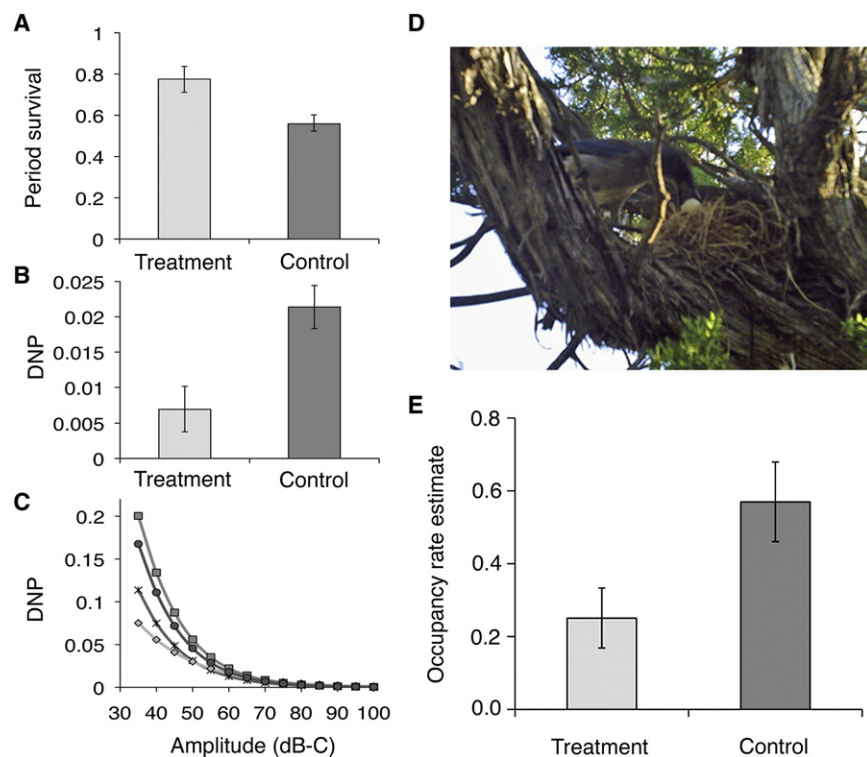 A
Period survival
1
0.8
0.6
0.4
0.2
0
Treatment Control
B
DNP
0.025
0.02
0.015
0.01
0.005
0
Treatment Control
C
DNP
0.2
0.15
0.1
0.05
0
30 40 50 60 70 80 90 100
Amplitude (dB-C)
D
E
Occupancy rate estimate
0.8
0.6
0.4
0.2
0.0
Treatment Control